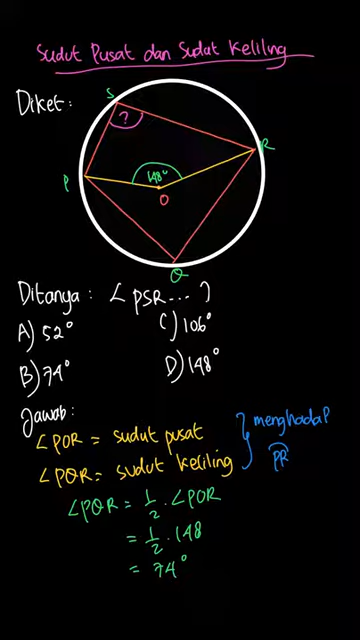 Sudut Pusat dan Sudut Keliling
Diket:
S
?
R
P
148°
O
Q
Ditanya: ∠ PSR... ?
A) 52° C) 106°
B) 74° D) 148°
Jawab:
∠POR = sudut pusat
∠PQR = sudut keliling
menghadap
PR
∠PQR = 1/2 . ∠POR
= 1/2 . 148
= 74°